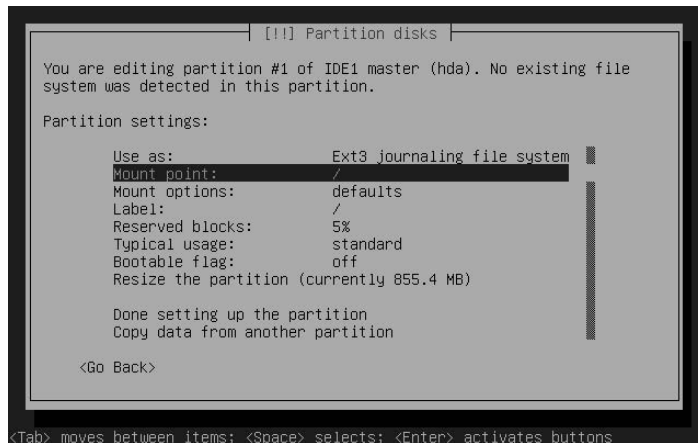 [!!] Partition disks
You are editing partition #1 of IDE1 master (hda). No existing file
system was detected in this partition.
Partition settings:
Use as: Ext3 journaling file system
Mount point: /
Mount options: defaults
Label: /
Reserved blocks: 5%
Typical usage: standard
Bootable flag: off
Resize the partition (currently 855.4 MB)
Done setting up the partition
Copy data from another partition
<Go Back>
<Tab> moves between items; <Space> selects; <Enter> activates buttons